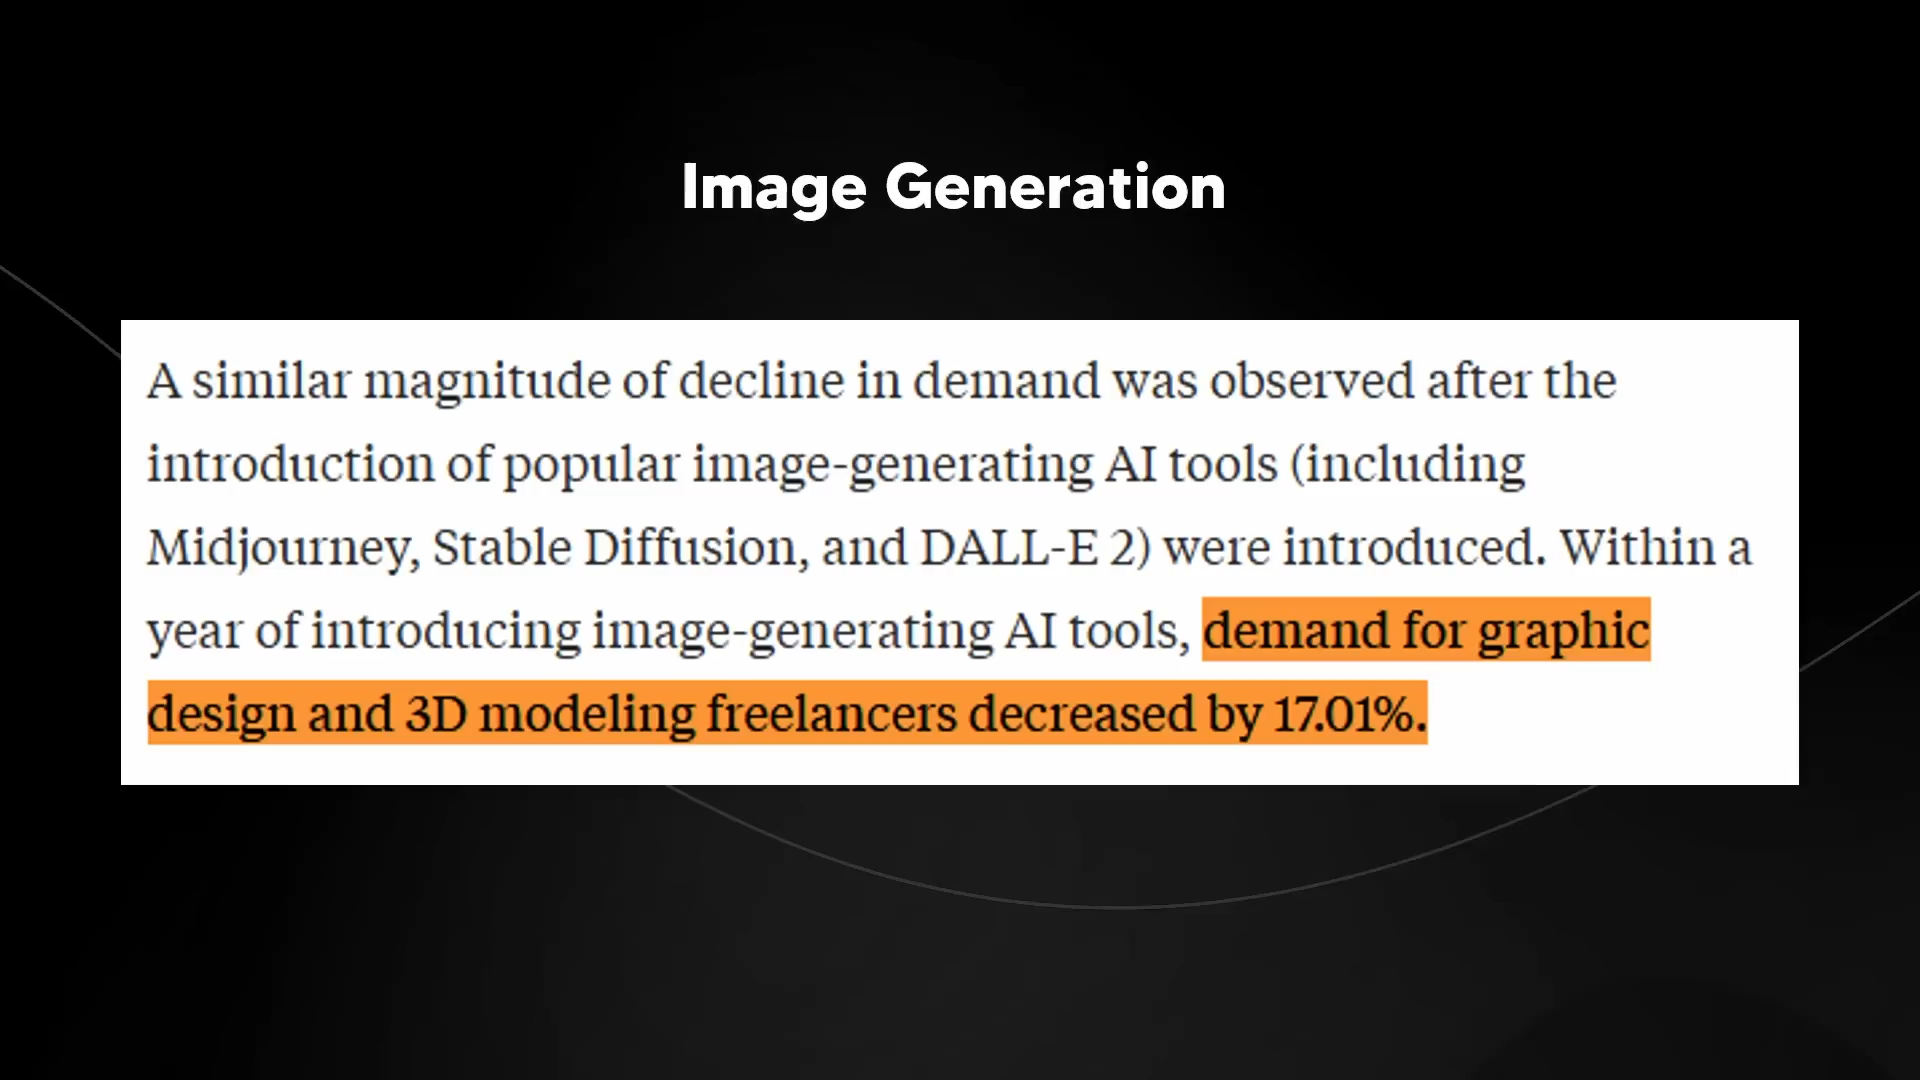 Image Generation
A similar magnitude of decline in demand was observed after the
introduction of popular image-generating AI tools (including
Midjourney, Stable Diffusion, and DALL-E 2) were introduced. Within a
year of introducing image-generating AI tools, demand for graphic
design and 3D modeling freelancers decreased by 17.01%.